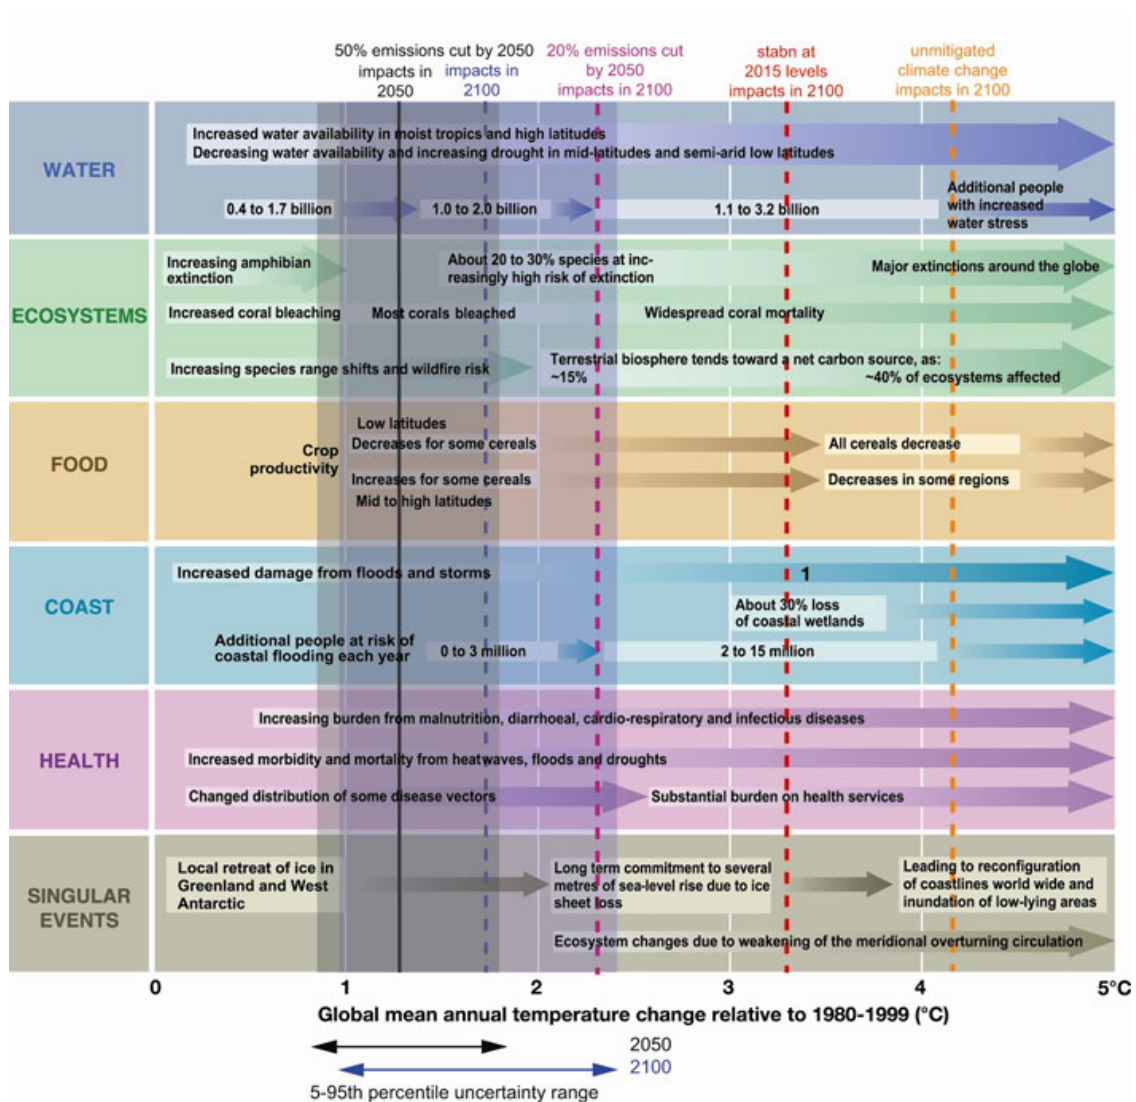 50% emissions cut by 2050
impacts in
2050
impacts in
2100
20% emissions cut
by 2050
impacts in 2100
stabn at
2015 levels
impacts in 2100
unmitigated
climate change
impacts in 2100
WATER
Increased water availability in moist tropics and high latitudes
Decreasing water availability and increasing drought in mid-latitudes and semi-arid low latitudes
0.4 to 1.7 billion
1.0 to 2.0 billion
1.1 to 3.2 billion
Additional people
with increased
water stress
ECOSYSTEMS
Increasing amphibian
extinction
About 20 to 30% species at inc-
reasingly high risk of extinction
Major extinctions around the globe
Increased coral bleaching
Most corals bleached
Widespread coral mortality
Increasing species range shifts and wildfire risk
Terrestrial biosphere tends toward a net carbon source, as:
~15%
~40% of ecosystems affected
FOOD
Crop
productivity
Low latitudes
Decreases for some cereals
All cereals decrease
Increases for some cereals
Mid to high latitudes
Decreases in some regions
COAST
Increased damage from floods and storms
1
About 30% loss
of coastal wetlands
Additional people at risk of
coastal flooding each year
0 to 3 million
2 to 15 million
HEALTH
Increasing burden from malnutrition, diarrhoeal, cardio-respiratory and infectious diseases
Increased morbidity and mortality from heatwaves, floods and droughts
Changed distribution of some disease vectors
Substantial burden on health services
SINGULAR
EVENTS
Local retreat of ice in
Greenland and West
Antarctic
Long term commitment to several
metres of sea-level rise due to ice
sheet loss
Leading to reconfiguration
of coastlines world wide and
inundation of low-lying areas
Ecosystem changes due to weakening of the meridional overturning circulation
0
1
2
3
4
5°C
Global mean annual temperature change relative to 1980-1999 (°C)
2050
2100
5-95th percentile uncertainty range